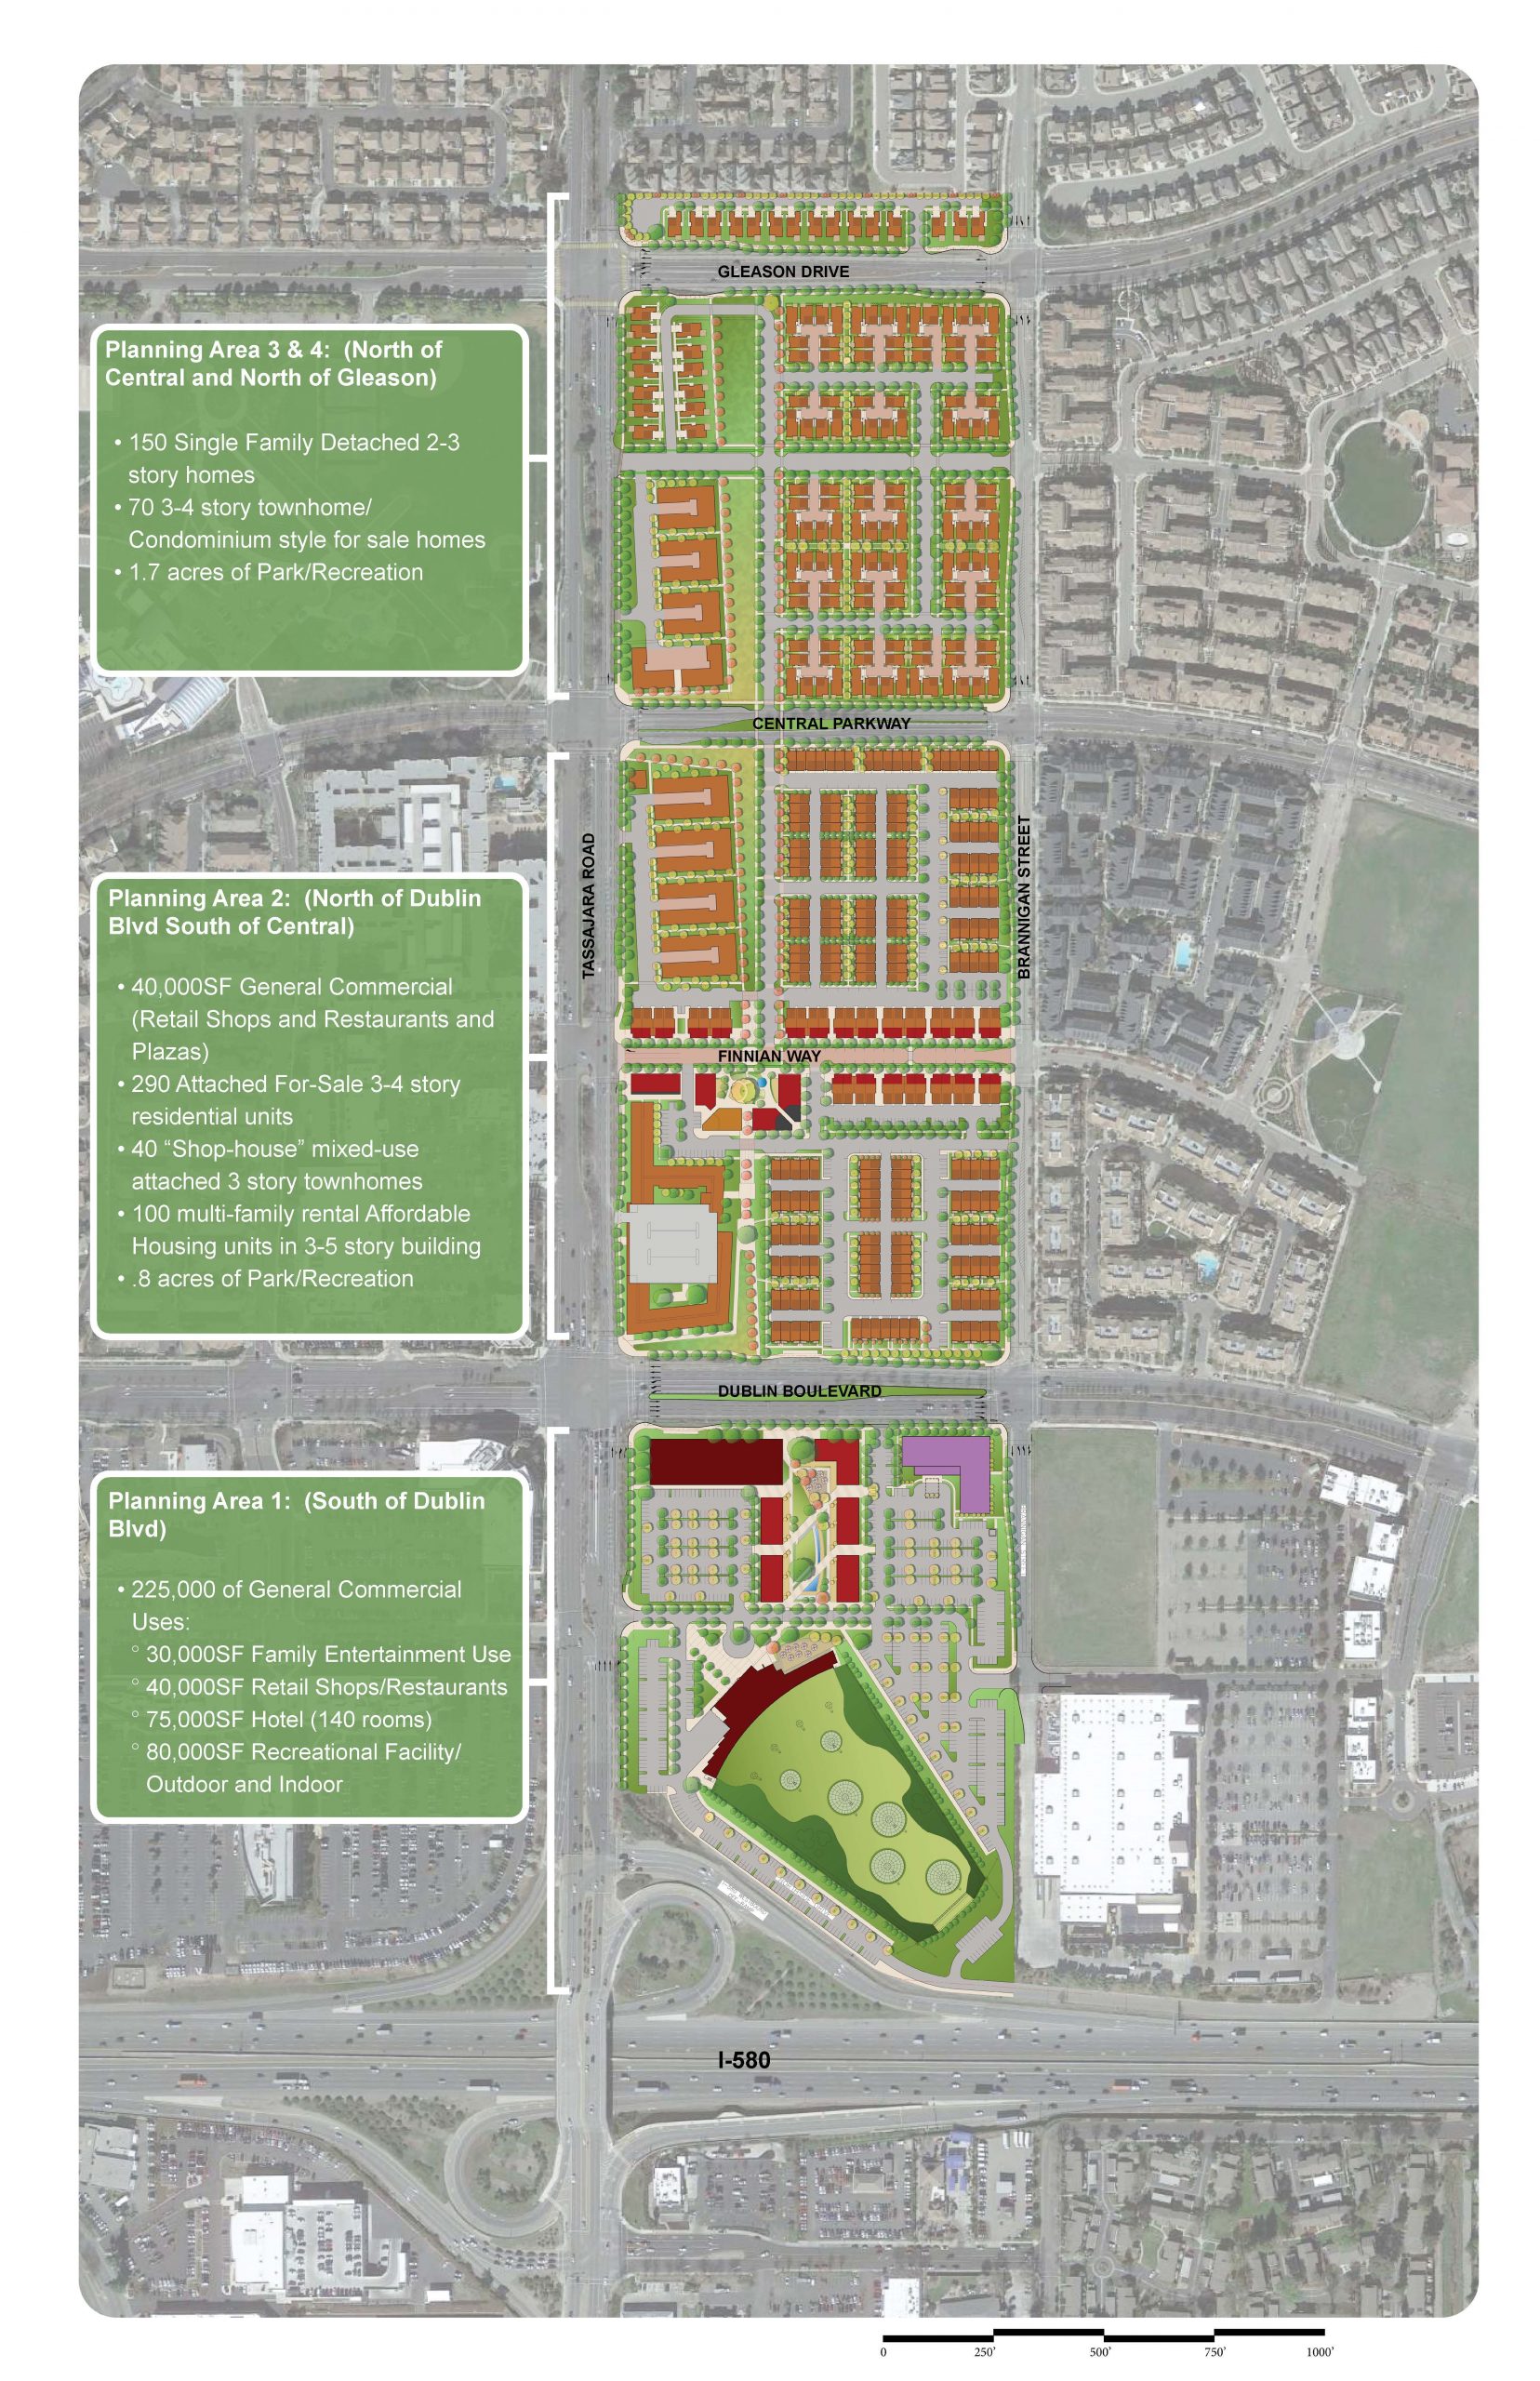 GLEASON DRIVE
Planning Area 3 & 4: (North of
Central and North of Gleason)
• 150 Single Family Detached 2-3
story homes
• 70 3-4 story townhome/
Condominium style for sale homes
• 1.7 acres of Park/Recreation
CENTRAL PARKWAY
TASSAJARA ROAD
BRANNIGAN STREET
Planning Area 2: (North of Dublin
Blvd South of Central)
• 40,000SF General Commercial
(Retail Shops and Restaurants and
Plazas)
• 290 Attached For-Sale 3-4 story
residential units
• 40 “Shop-house” mixed-use
attached 3 story townhomes
• 100 multi-family rental Affordable
Housing units in 3-5 story building
• .8 acres of Park/Recreation
FINNIAN WAY
DUBLIN BOULEVARD
Planning Area 1: (South of Dublin
Blvd)
• 225,000 of General Commercial
Uses:
° 30,000SF Family Entertainment Use
° 40,000SF Retail Shops/Restaurants
° 75,000SF Hotel (140 rooms)
° 80,000SF Recreational Facility/
Outdoor and Indoor
I-580
0 250' 500' 750' 1000'